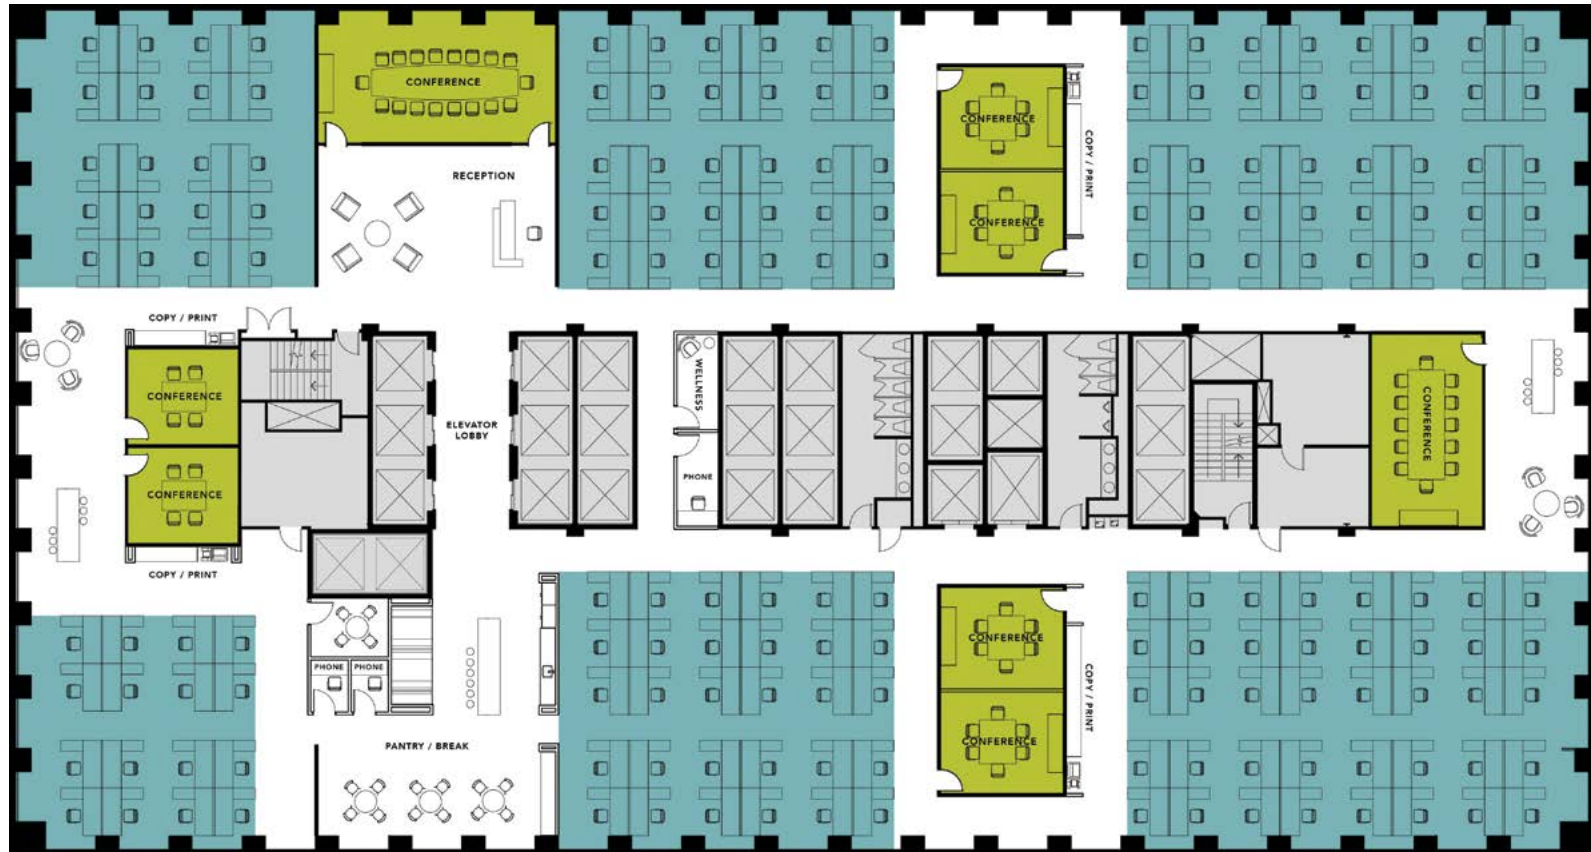 CONFERENCE
RECEPTION
CONFERENCE
COPY / PRINT
CONFERENCE
COPY / PRINT
CONFERENCE
CONFERENCE
COPY / PRINT
ELEVATOR
LOBBY
WELLNESS
PHONE
CONFERENCE
PHONE
PHONE
PANTRY / BREAK
CONFERENCE
COPY / PRINT
CONFERENCE